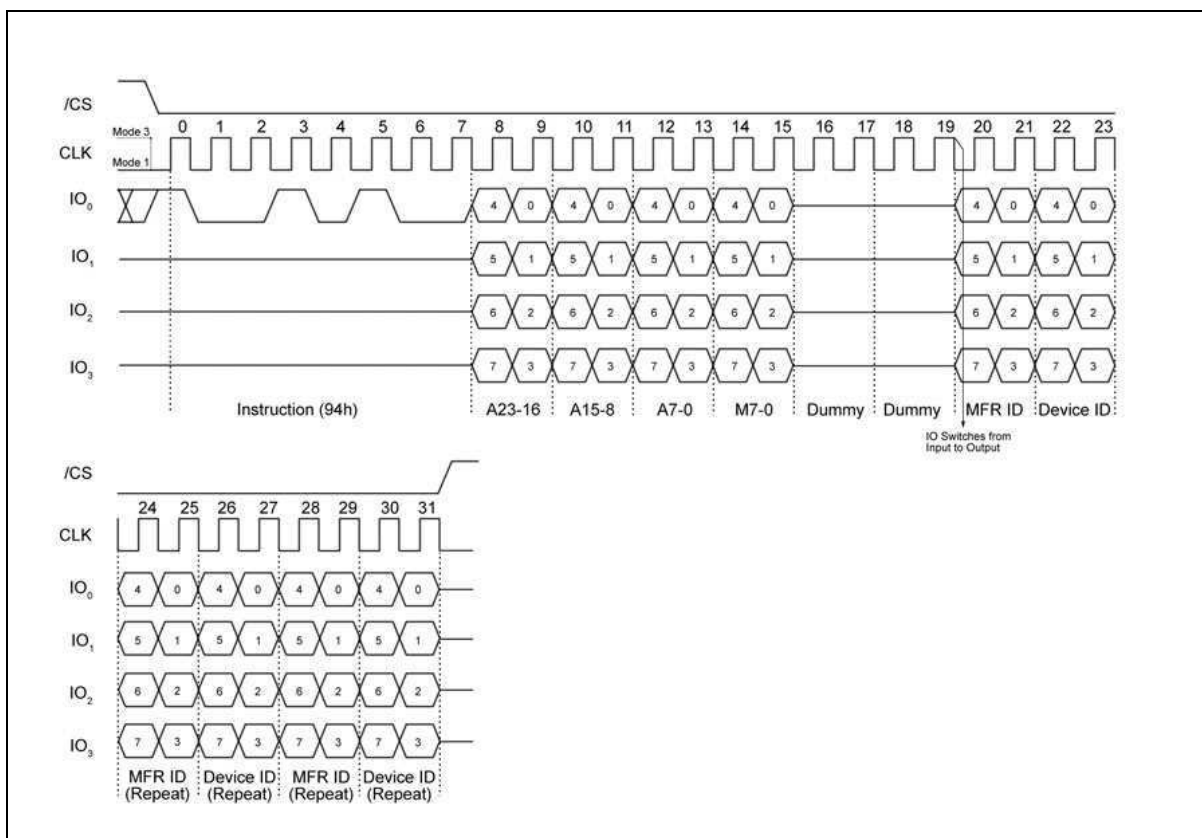 /CS
Mode 3 0 1 2 3 4 5 6 7 8 9 10 11 12 13 14 15 16 17 18 19 20 21 22 23
CLK
Mode 1
IO0 4 0 4 0 4 0 4 0 4 0 4 0
IO1 5 1 5 1 5 1 5 1 5 1 5 1
IO2 6 2 6 2 6 2 6 2 6 2 6 2
IO3 7 3 7 3 7 3 7 3 7 3 7 3
Instruction (94h) A23-16 A15-8 A7-0 M7-0 Dummy Dummy MFR ID Device ID
IO Switches from
Input to Output
/CS
24 25 26 27 28 29 30 31
CLK
IO0 4 0 4 0 4 0 4 0
IO1 5 1 5 1 5 1 5 1
IO2 6 2 6 2 6 2 6 2
IO3 7 3 7 3 7 3 7 3
MFR ID Device ID MFR ID Device ID
(Repeat) (Repeat) (Repeat) (Repeat)